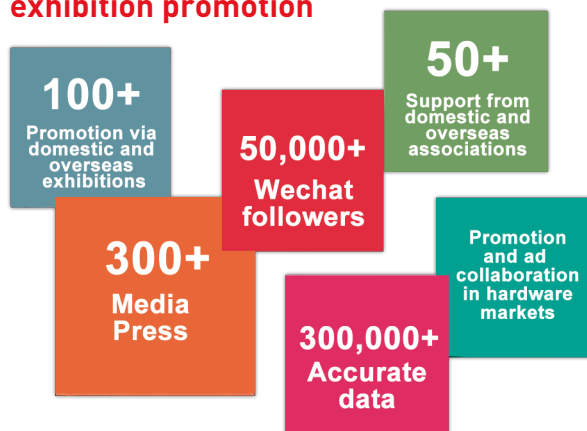 exhibition promotion
100+
Promotion via
domestic and
overseas
exhibitions
50,000+
Wechat
followers
50+
Support from
domestic and
overseas
associations
300+
Media
Press
300,000+
Accurate
data
Promotion
and ad
collaboration
in hardware
markets